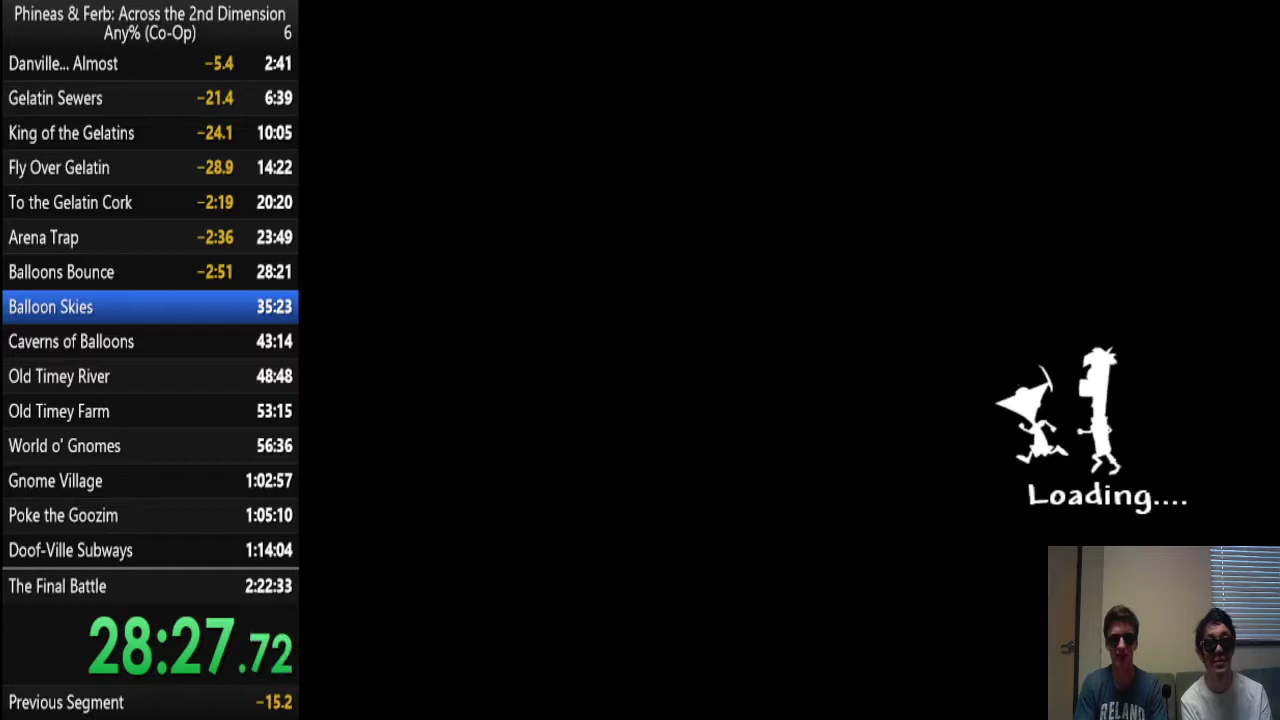 Phineas & Ferb: Across the 2nd Dimension
Any% (Co-Op) 6
Danville... Almost −5.4 2:41
Gelatin Sewers −21.4 6:39
King of the Gelatins −24.1 10:05
Fly Over Gelatin −28.9 14:22
To the Gelatin Cork −2:19 20:20
Arena Trap −2:36 23:49
Balloons Bounce −2:51 28:21
Balloon Skies 35:23
Caverns of Balloons 43:14
Old Timey River 48:48
Old Timey Farm 53:15
World o' Gnomes 56:36
Gnome Village 1:02:57
Poke the Goozim 1:05:10
Doof-Ville Subways 1:14:04
The Final Battle 2:22:33
28:27.72
Previous Segment −15.2
Loading....
IRELAND